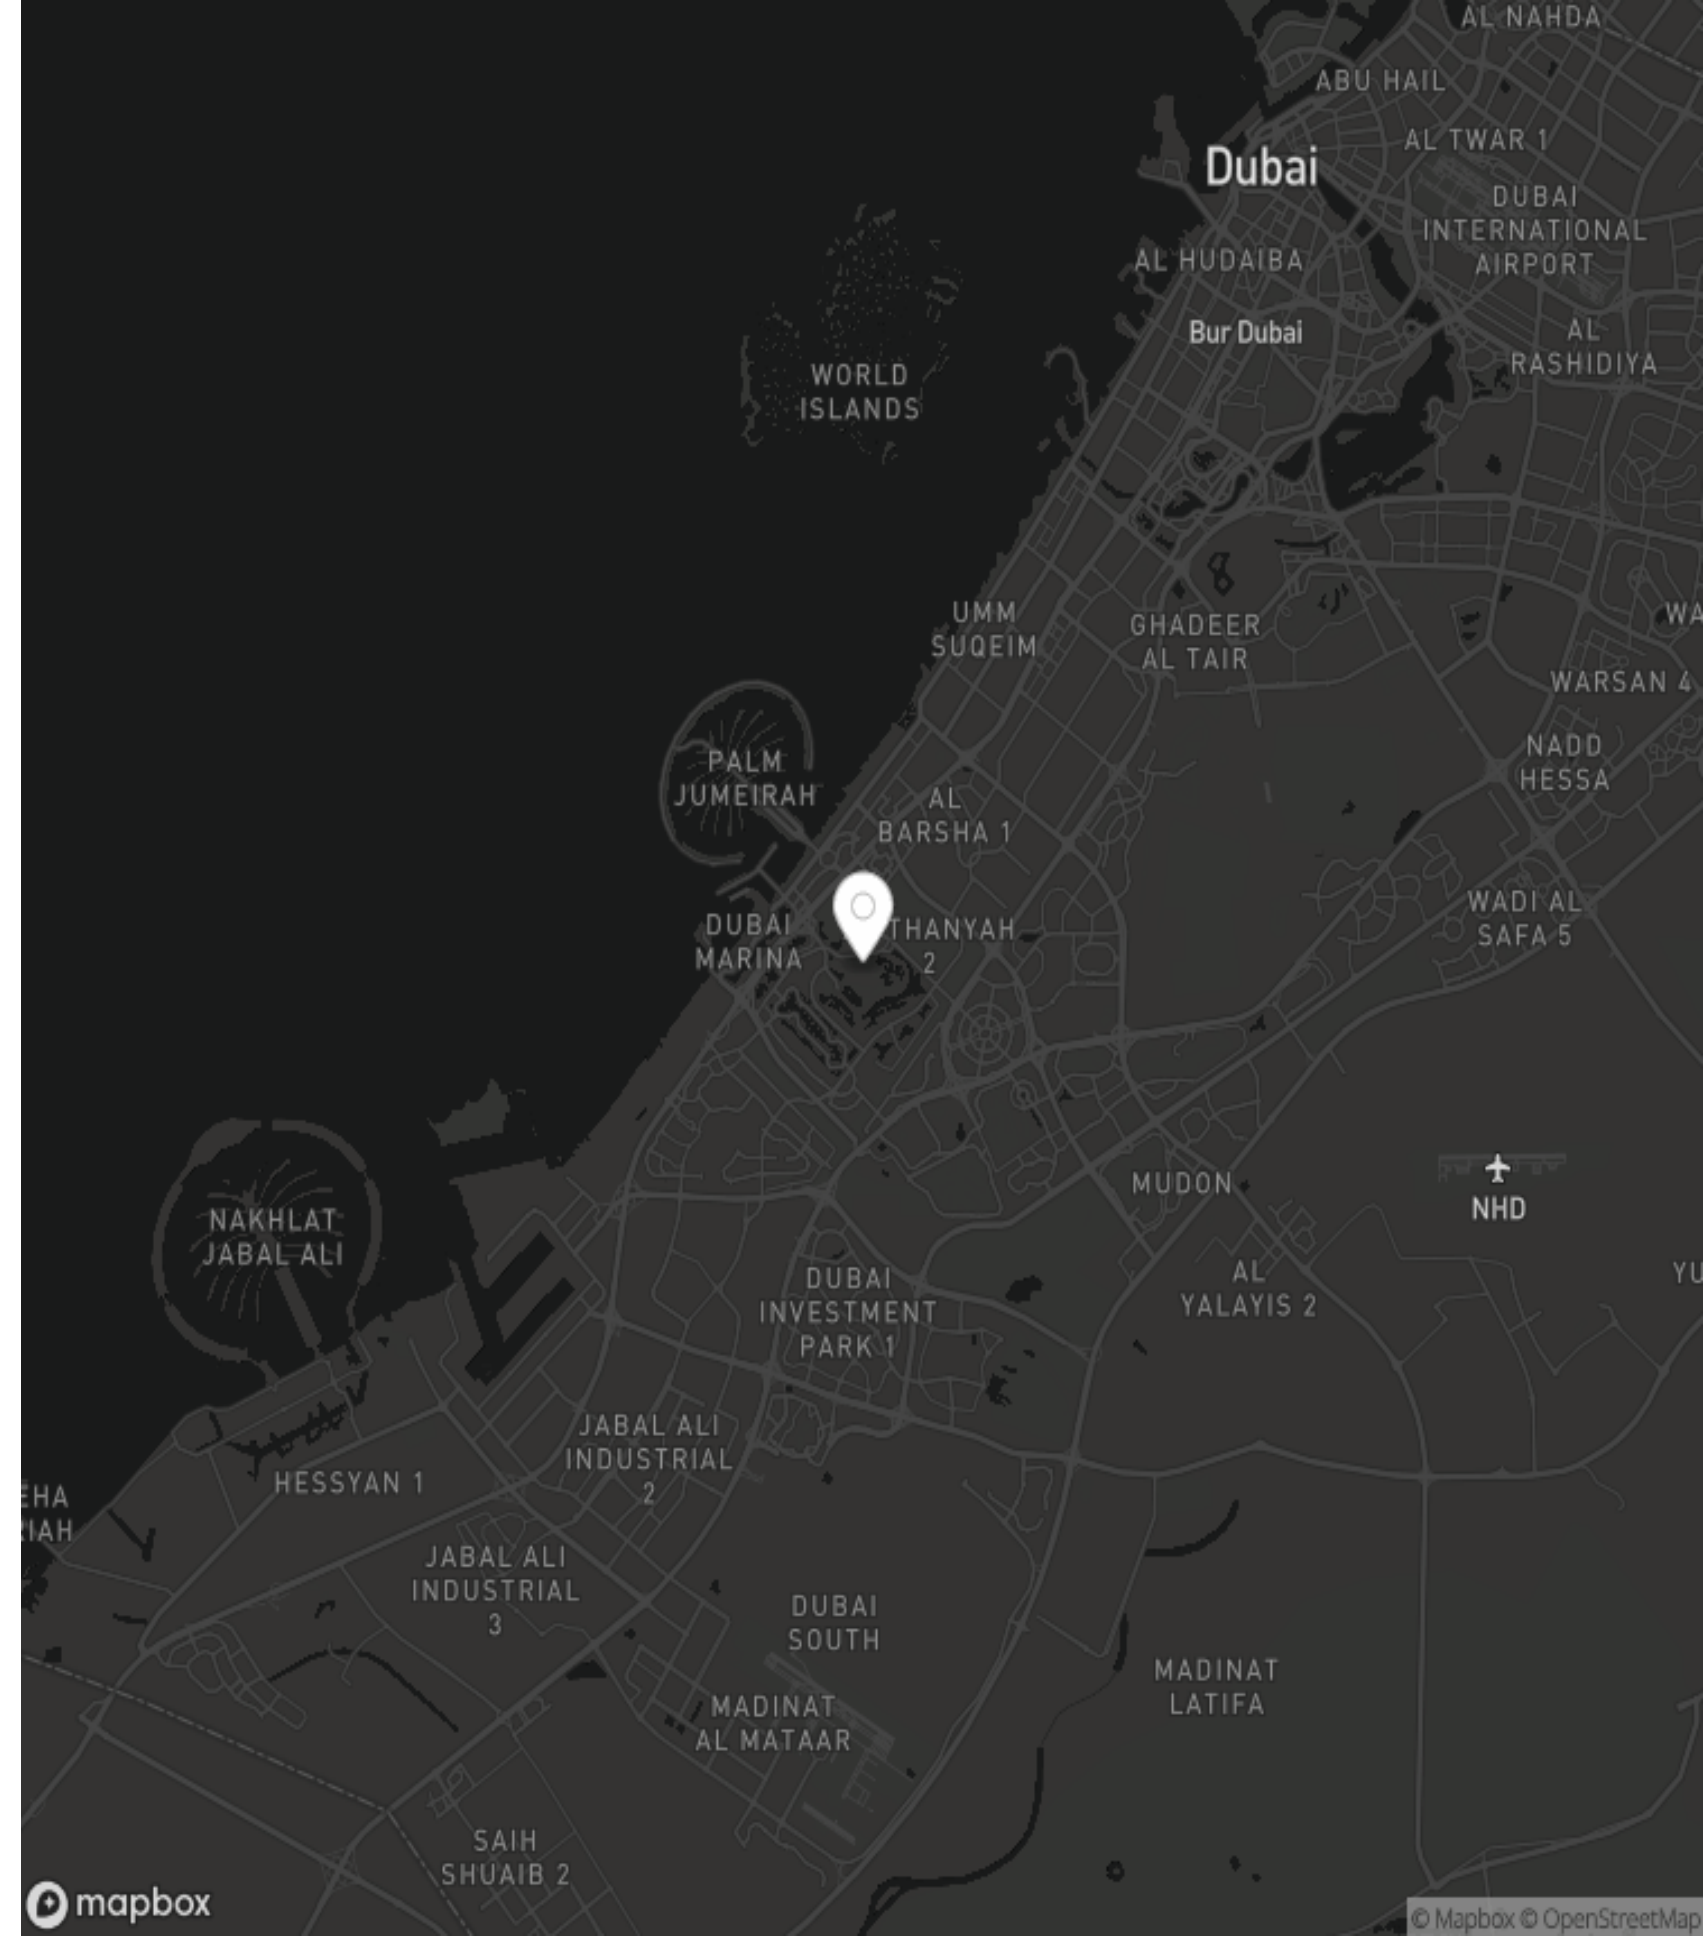 AL NAHDA
ABU HAIL
AL TWAR 1
Dubai
DUBAI
INTERNATIONAL
AIRPORT
AL HUDAIBA
Bur Dubai
AL
RASHIDIYA
WORLD
ISLANDS
UMM
SUQEIM
GHADEER
AL TAIR
WA
WARSAN 4
NADD
HESSA
PALM
JUMEIRAH
AL
BARSHA 1
WADI AL
SAFA 5
DUBAI
MARINA
THANYAH
2
MUDON
NHD
NAKHLAT
JABAL ALI
AL
YALAYIS 2
YU
DUBAI
INVESTMENT
PARK 1
JABAL ALI
INDUSTRIAL
2
HESSYAN 1
EHA
RIAH
JABAL ALI
INDUSTRIAL
3
DUBAI
SOUTH
MADINAT
LATIFA
MADINAT
AL MATAAR
SAIH
SHUAIB 2
mapbox
© Mapbox © OpenStreetMap